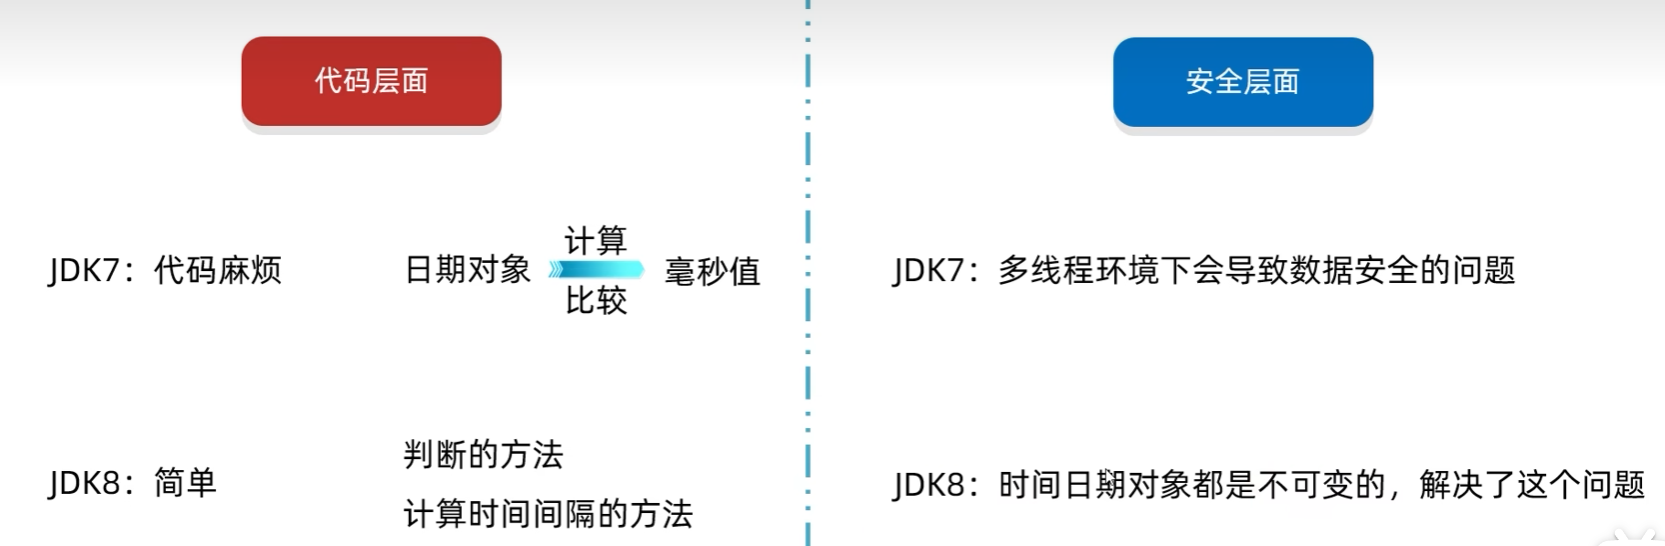 代码层面
安全层面
JDK7：代码麻烦
日期对象
计算
比较
毫秒值
JDK7：多线程环境下会导致数据安全的问题
JDK8：简单
判断的方法
计算时间间隔的方法
JDK8：时间日期对象都是不可变的，解决了这个问题